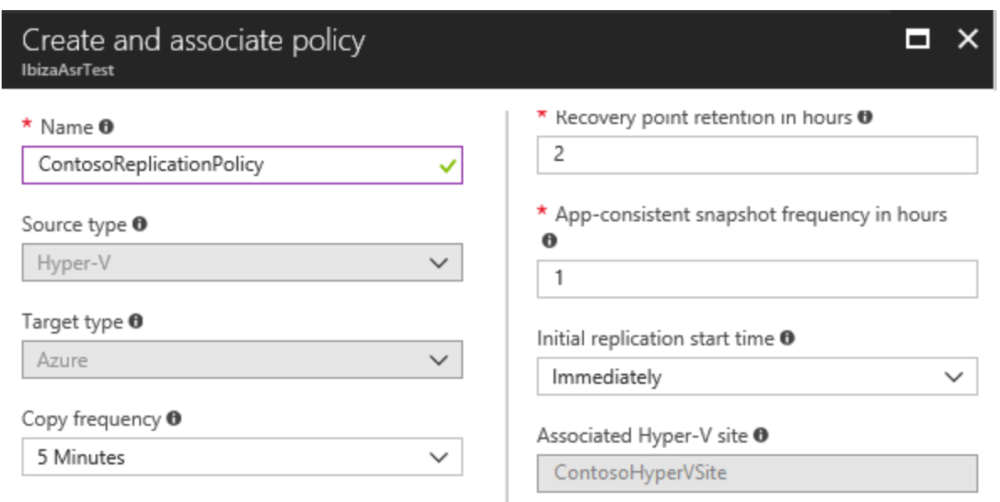 Create and associate policy
IbizaAsrTest
* Name
ContosoReplicationPolicy
Source type
Hyper-V
Target type
Azure
Copy frequency
5 Minutes
* Recovery point retention in hours
2
* App-consistent snapshot frequency in hours
1
Initial replication start time
Immediately
Associated Hyper-V site
ContosoHyperVSite